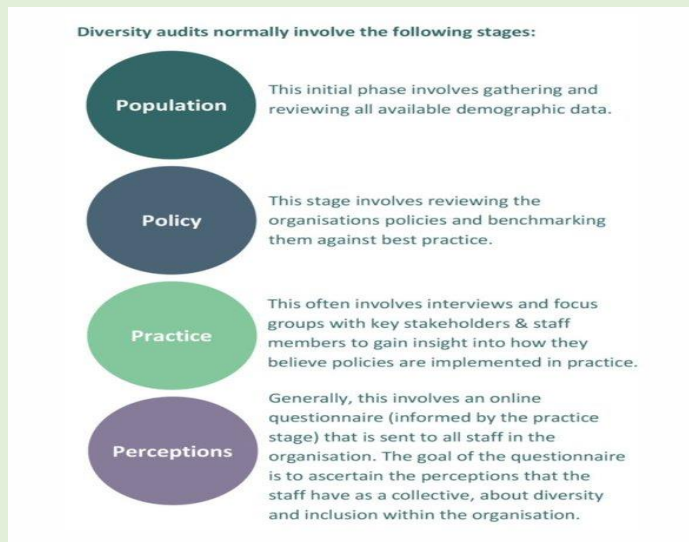 Diversity audits normally involve the following stages:
Population
This initial phase involves gathering and
reviewing all available demographic data.
Policy
This stage involves reviewing the
organisations policies and benchmarking
them against best practice.
Practice
This often involves interviews and focus
groups with key stakeholders & staff
members to gain insight into how they
believe policies are implemented in practice.
Perceptions
Generally, this involves an online
questionnaire (informed by the practice
stage) that is sent to all staff in the
organisation. The goal of the questionnaire
is to ascertain the perceptions that the
staff have as a collective, about diversity
and inclusion within the organisation.